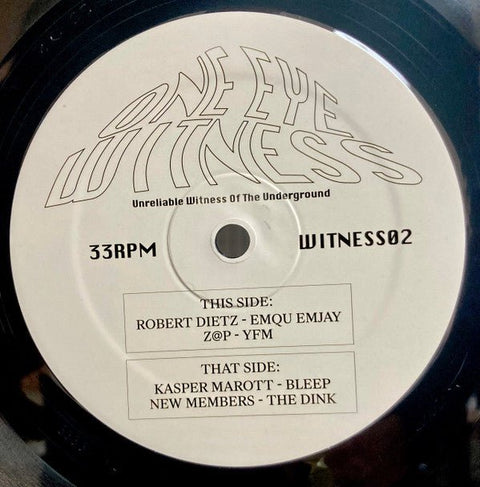 ONE EYE
WITNESS
Unreliable Witness Of The Underground
33RPM
WITNESS02
THIS SIDE:
ROBERT DIETZ - EMQU EMJAY
Z@P - YFM
THAT SIDE:
KASPER MAROTT - BLEEP
NEW MEMBERS - THE DINK